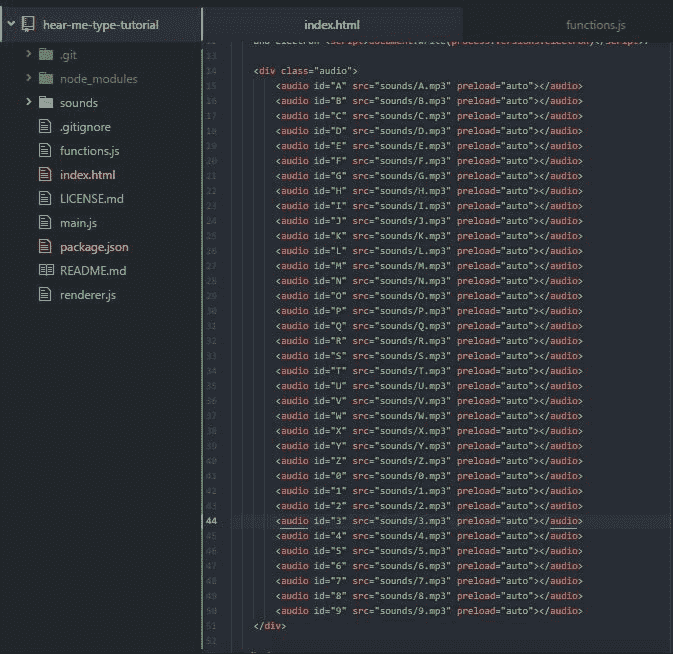 hear-me-type-tutorial
.git
node_modules
sounds
.gitignore
functions.js
index.html
LICENSE.md
main.js
package.json
README.md
renderer.js
index.html
functions.js
13
14 <div class="audio">
15 <audio id="A" src="sounds/A.mp3" preload="auto"></audio>
16 <audio id="B" src="sounds/B.mp3" preload="auto"></audio>
17 <audio id="C" src="sounds/C.mp3" preload="auto"></audio>
18 <audio id="D" src="sounds/D.mp3" preload="auto"></audio>
19 <audio id="E" src="sounds/E.mp3" preload="auto"></audio>
20 <audio id="F" src="sounds/F.mp3" preload="auto"></audio>
21 <audio id="G" src="sounds/G.mp3" preload="auto"></audio>
22 <audio id="H" src="sounds/H.mp3" preload="auto"></audio>
23 <audio id="I" src="sounds/I.mp3" preload="auto"></audio>
24 <audio id="J" src="sounds/J.mp3" preload="auto"></audio>
25 <audio id="K" src="sounds/K.mp3" preload="auto"></audio>
26 <audio id="L" src="sounds/L.mp3" preload="auto"></audio>
27 <audio id="M" src="sounds/M.mp3" preload="auto"></audio>
28 <audio id="N" src="sounds/N.mp3" preload="auto"></audio>
29 <audio id="O" src="sounds/O.mp3" preload="auto"></audio>
30 <audio id="P" src="sounds/P.mp3" preload="auto"></audio>
31 <audio id="Q" src="sounds/Q.mp3" preload="auto"></audio>
32 <audio id="R" src="sounds/R.mp3" preload="auto"></audio>
33 <audio id="S" src="sounds/S.mp3" preload="auto"></audio>
34 <audio id="T" src="sounds/T.mp3" preload="auto"></audio>
35 <audio id="U" src="sounds/U.mp3" preload="auto"></audio>
36 <audio id="V" src="sounds/V.mp3" preload="auto"></audio>
37 <audio id="W" src="sounds/W.mp3" preload="auto"></audio>
38 <audio id="X" src="sounds/X.mp3" preload="auto"></audio>
39 <audio id="Y" src="sounds/Y.mp3" preload="auto"></audio>
40 <audio id="Z" src="sounds/Z.mp3" preload="auto"></audio>
41 <audio id="0" src="sounds/0.mp3" preload="auto"></audio>
42 <audio id="1" src="sounds/1.mp3" preload="auto"></audio>
43 <audio id="2" src="sounds/2.mp3" preload="auto"></audio>
44 <audio id="3" src="sounds/3.mp3" preload="auto"></audio>
45 <audio id="4" src="sounds/4.mp3" preload="auto"></audio>
46 <audio id="5" src="sounds/5.mp3" preload="auto"></audio>
47 <audio id="6" src="sounds/6.mp3" preload="auto"></audio>
48 <audio id="7" src="sounds/7.mp3" preload="auto"></audio>
49 <audio id="8" src="sounds/8.mp3" preload="auto"></audio>
50 <audio id="9" src="sounds/9.mp3" preload="auto"></audio>
51 </div>
52